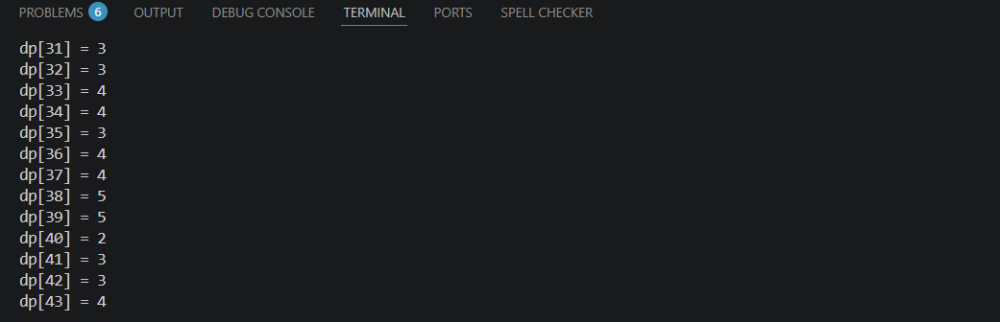 PROBLEMS 6 OUTPUT DEBUG CONSOLE TERMINAL PORTS SPELL CHECKER
dp[31] = 3
dp[32] = 3
dp[33] = 4
dp[34] = 4
dp[35] = 3
dp[36] = 4
dp[37] = 4
dp[38] = 5
dp[39] = 5
dp[40] = 2
dp[41] = 3
dp[42] = 3
dp[43] = 4